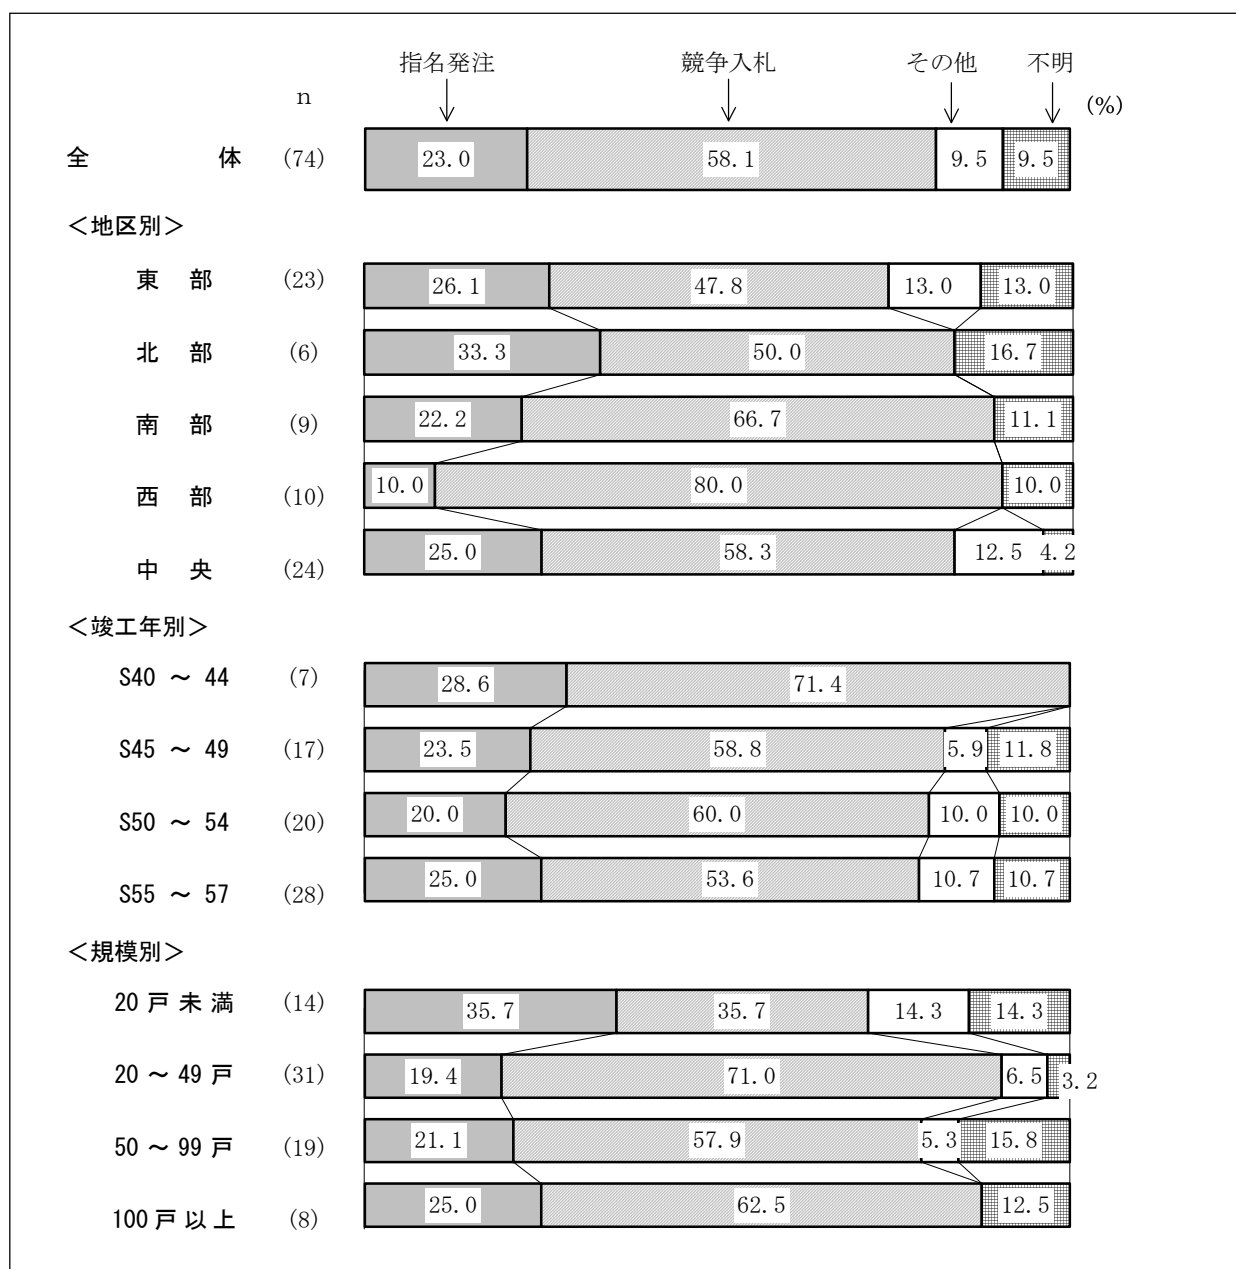 指名発注 競争入札 その他 不明
n (%)
全 体 (74) 23.0 58.1 9.5 9.5
＜地区別＞
東 部 (23) 26.1 47.8 13.0 13.0
北 部 (6) 33.3 50.0 16.7
南 部 (9) 22.2 66.7 11.1
西 部 (10) 10.0 80.0 10.0
中 央 (24) 25.0 58.3 12.5 4.2
＜竣工年別＞
S40 ～ 44 (7) 28.6 71.4
S45 ～ 49 (17) 23.5 58.8 5.9 11.8
S50 ～ 54 (20) 20.0 60.0 10.0 10.0
S55 ～ 57 (28) 25.0 53.6 10.7 10.7
＜規模別＞
20 戸 未 満 (14) 35.7 35.7 14.3 14.3
20 ～ 49 戸 (31) 19.4 71.0 6.5 3.2
50 ～ 99 戸 (19) 21.1 57.9 5.3 15.8
100 戸 以 上 (8) 25.0 62.5 12.5